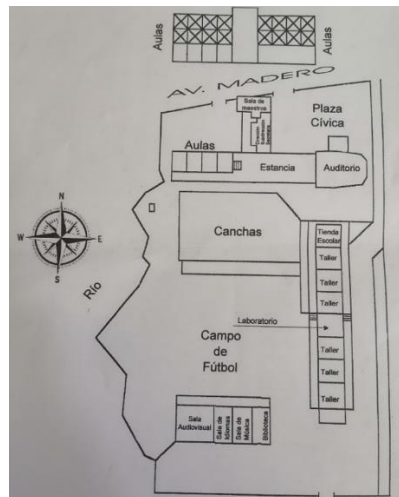 Aulas
Aulas
AV. MADERO
Sala de
maestros
Plaza
Cívica
Dirección
Aulas
Estancia
Auditorio
Canchas
Tienda
Escolar
Taller
Taller
Taller
N
W
E
S
Río
Laboratorio
Campo
de
Fútbol
Taller
Taller
Taller
Sala
Audiovisual
Sala de
Idiomas
Sala de
Música
Biblioteca